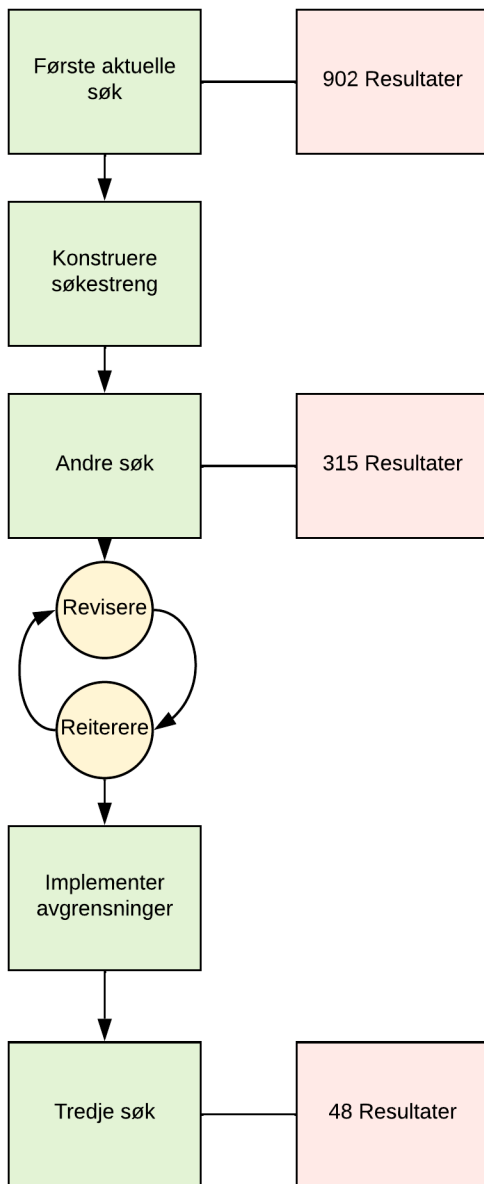 Første aktuelle
søk
902 Resultater
Konstruere
søkestreng
Andre søk
315 Resultater
Revisere
Reiterere
Implementer
avgrensninger
Tredje søk
48 Resultater